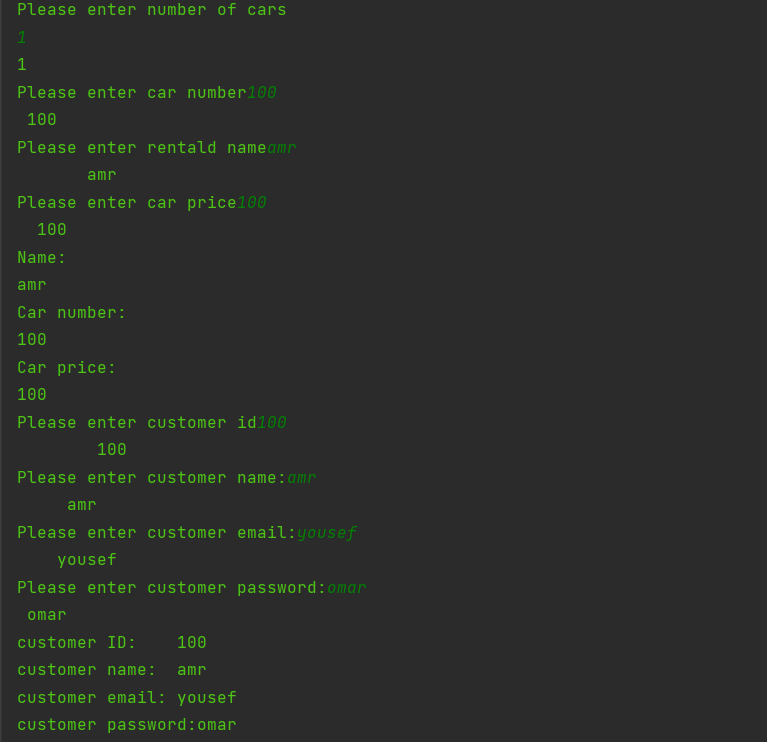 Please enter number of cars
1
1
Please enter car number100
 100
Please enter rentald nameamr
       amr
Please enter car price100
  100
Name:
amr
Car number:
100
Car price:
100
Please enter customer id100
        100
Please enter customer name:amr
     amr
Please enter customer email:yousef
    yousef
Please enter customer password:omar
 omar
customer ID:    100
customer name:  amr
customer email: yousef
customer password:omar